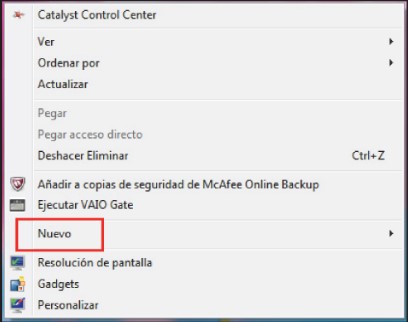 Catalyst Control Center
Ver
Ordenar por
Actualizar
Pegar
Pegar acceso directo
Deshacer Eliminar Ctrl+Z
Añadir a copias de seguridad de McAfee Online Backup
Ejecutar VAIO Gate
Nuevo
Resolución de pantalla
Gadgets
Personalizar